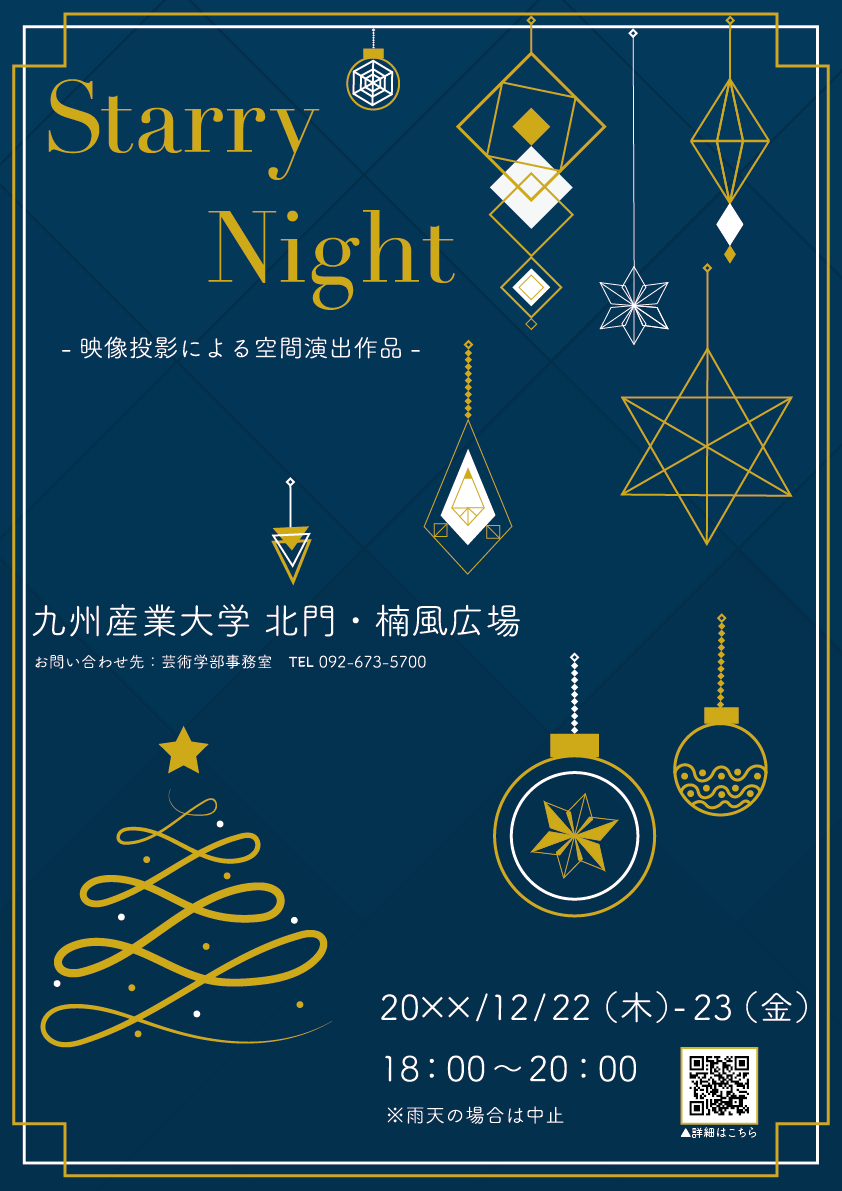 Starry
Night
- 映像投影による空間演出作品 -
九州産業大学 北門・楠風広場
お問い合わせ先：芸術学部事務室　TEL 092-673-5700
20××/12/22（木）- 23（金）
18：00～20：00
※雨天の場合は中止
▲詳細はこちら